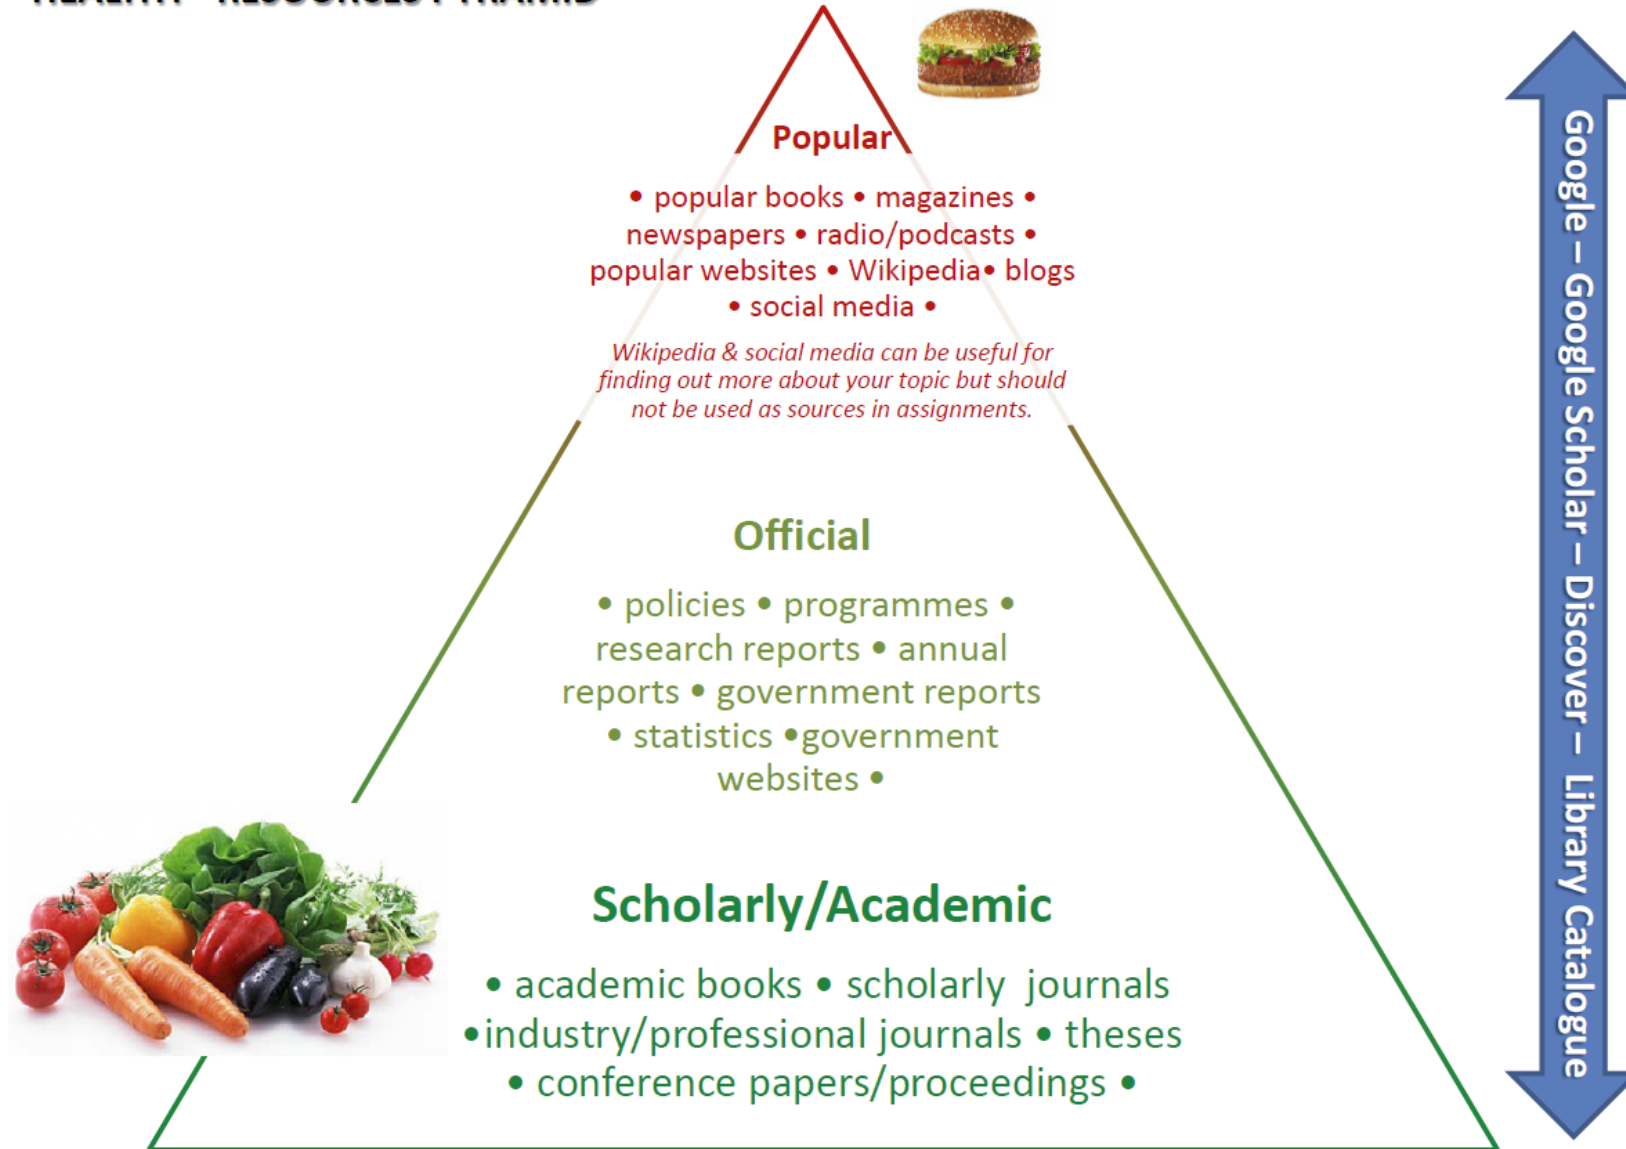 HEALTHY RESOURCES PYRAMID
Popular
• popular books • magazines •
newspapers • radio/podcasts •
popular websites • Wikipedia• blogs
• social media •
Wikipedia & social media can be useful for
finding out more about your topic but should
not be used as sources in assignments.
Official
• policies • programmes •
research reports • annual
reports • government reports
• statistics •government
websites •
Scholarly/Academic
• academic books • scholarly journals
•industry/professional journals • theses
• conference papers/proceedings •
Google – Google Scholar – Discover – Library Catalogue